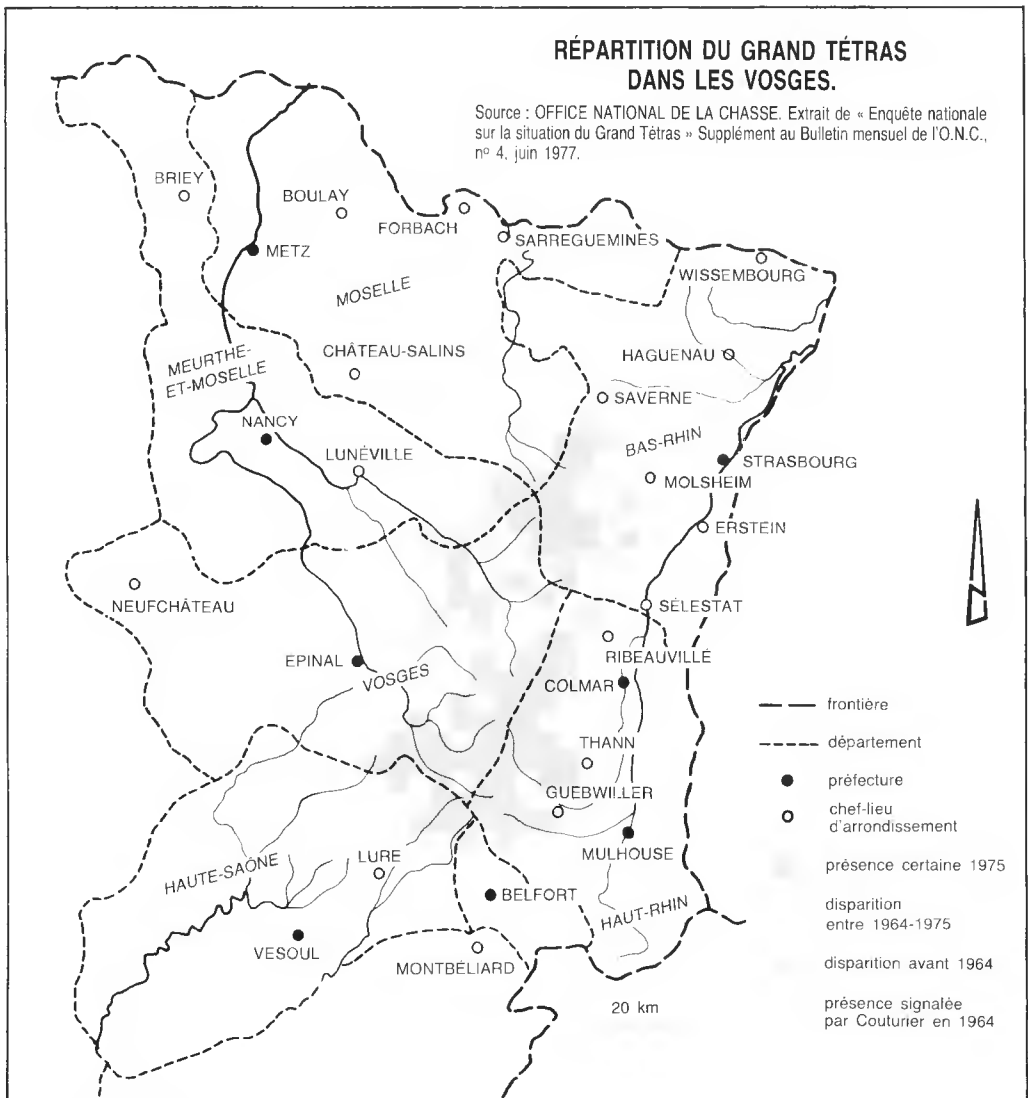 RÉPARTITION DU GRAND TÉTRAS
DANS LES VOSGES.
Source : OFFICE NATIONAL DE LA CHASSE. Extrait de « Enquête nationale
sur la situation du Grand Tétras » Supplément au Bulletin mensuel de l'O.N.C.,
nº 4, juin 1977.
BRIEY
BOULAY
FORBACH
SARREGUEMINES
METZ
WISSEMBOURG
MOSELLE
HAGUENAU
CHÂTEAU-SALINS
MEURTHE-
ET-MOSELLE
SAVERNE
NANCY
BAS-RHIN
LUNÉVILLE
STRASBOURG
MOLSHEIM
ERSTEIN
NEUFCHÂTEAU
SÉLESTAT
RIBEAUVILLÉ
EPINAL
VOSGES
COLMAR
THANN
GUEBWILLER
MULHOUSE
HAUTE-SAÔNE
LURE
BELFORT
HAUT-RHIN
VESOUL
MONTBÉLIARD
20 km
frontière
département
préfecture
chef-lieu
d'arrondissement
présence certaine 1975
disparition
entre 1964-1975
disparition avant 1964
présence signalée
par Couturier en 1964